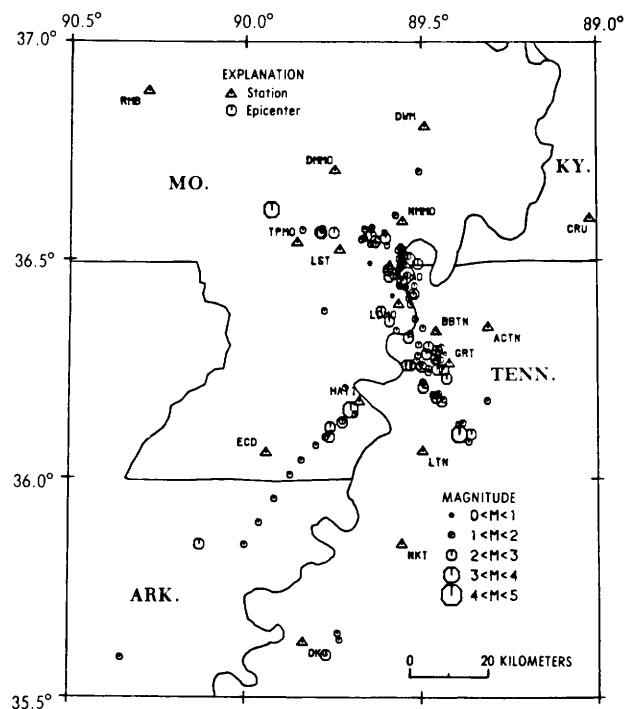 90.5° 90.0° 89.5° 89.0°
37.0°
EXPLANATION
Station
Epicenter
RMB
DWM
DMMO
MO.
KY.
NMMO
CRU
TPMO
LST
36.5°
BBTN
ACTN
GRT
TENN.
ECD
LTN
36.0°
MAGNITUDE
0<M<1
1<M<2
2<M<3
3<M<4
4<M<5
NKT
ARK.
0 20 KILOMETERS
35.5°